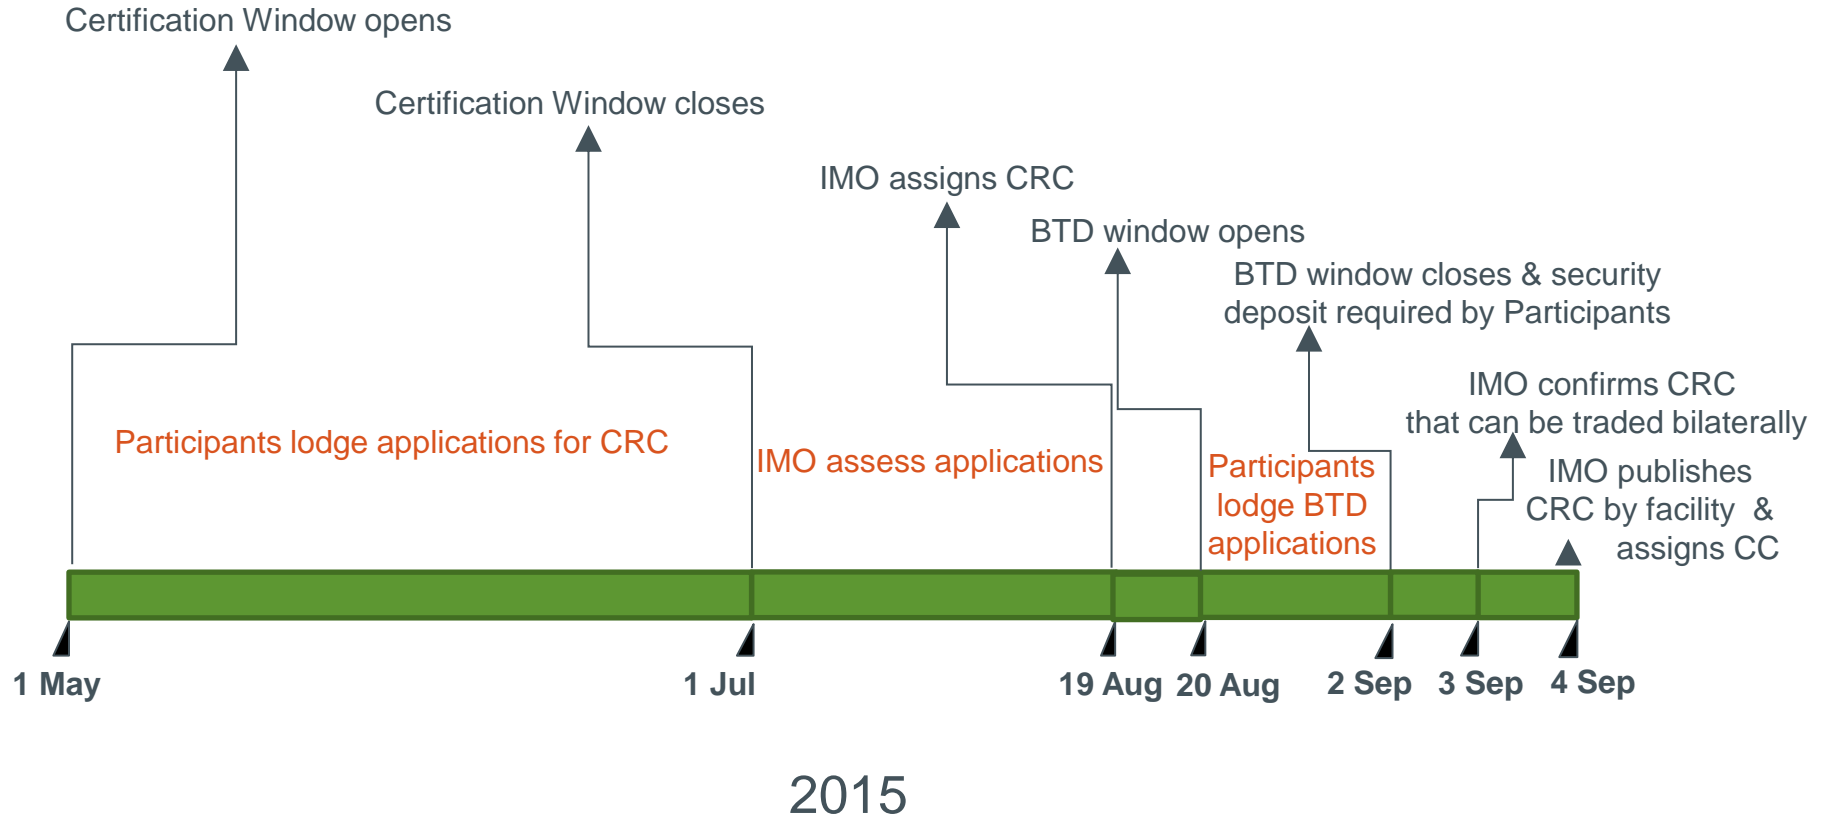 Certification Window opens
Certification Window closes
IMO assigns CRC
BTD window opens
BTD window closes & security
deposit required by Participants
IMO confirms CRC
that can be traded bilaterally
IMO publishes
CRC by facility &
assigns CC
Participants lodge applications for CRC
IMO assess applications
Participants
lodge BTD
applications
1 May
1 Jul
19 Aug
20 Aug
2 Sep
3 Sep
4 Sep
2015